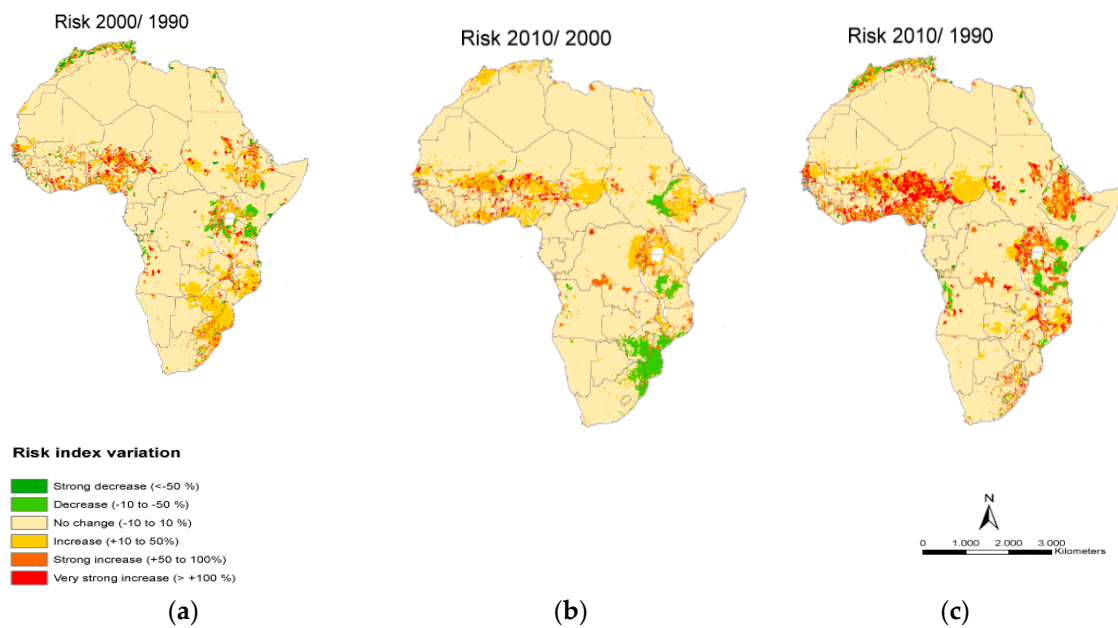 Risk 2000/ 1990
Risk 2010/ 2000
Risk 2010/ 1990
Risk index variation
Strong decrease (<-50 %)
Decrease (-10 to -50 %)
No change (-10 to 10 %)
Increase (+10 to 50%)
Strong increase (+50 to 100%)
Very strong increase (> +100 %)
N
0 1.000 2.000 3.000
Kilometers
(a) (b) (c)